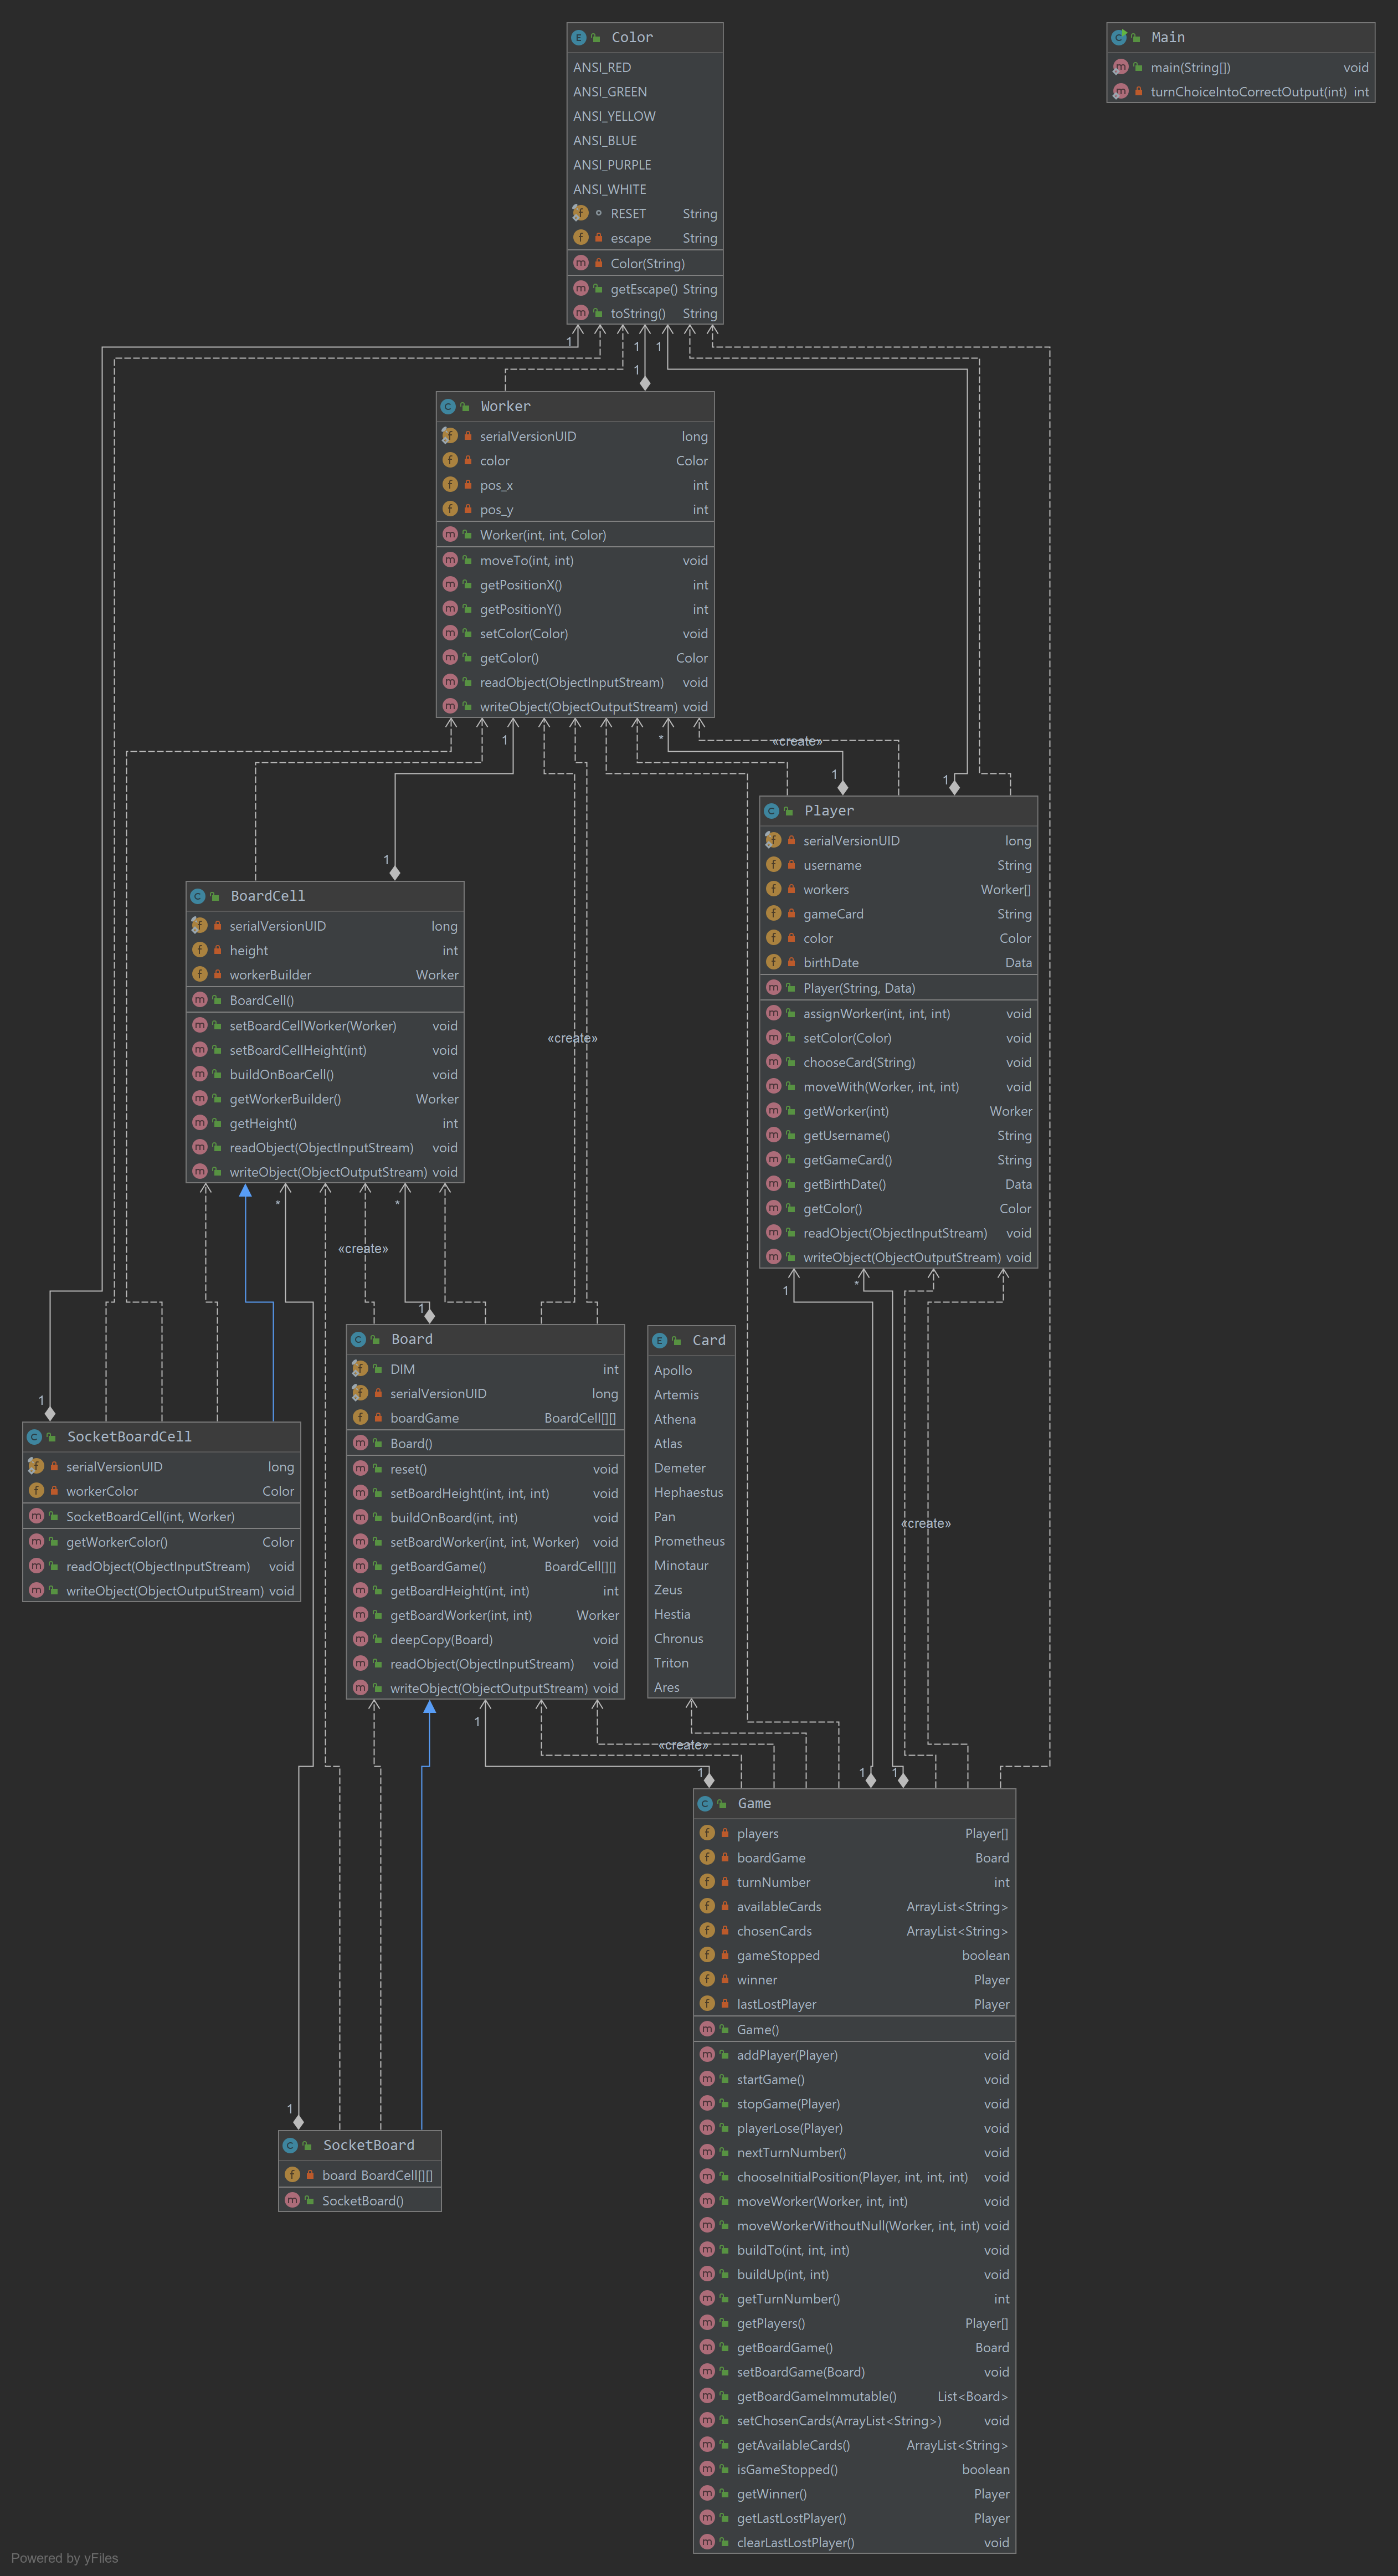 Color
ANSI_RED
ANSI_GREEN
ANSI_YELLOW
ANSI_BLUE
ANSI_PURPLE
ANSI_WHITE
RESET String
escape String
Color(String)
getEscape() String
toString() String
Main
main(String[]) void
turnChoiceIntoCorrectOutput(int) int
1
1
1
1
Worker
serialVersionUID long
color Color
pos_x int
pos_y int
Worker(int, int, Color)
moveTo(int, int) void
getPositionX() int
getPositionY() int
setColor(Color) void
getColor() Color
readObject(ObjectInputStream) void
writeObject(ObjectOutputStream) void
1
*
«create»
1
1
Player
serialVersionUID long
username String
workers Worker[]
gameCard String
color Color
birthDate Data
Player(String, Data)
assignWorker(int, int, int) void
setColor(Color) void
chooseCard(String) void
moveWith(Worker, int, int) void
getWorker(int) Worker
getUsername() String
getGameCard() String
getBirthDate() Data
getColor() Color
readObject(ObjectInputStream) void
writeObject(ObjectOutputStream) void
1
BoardCell
serialVersionUID long
height int
workerBuilder Worker
BoardCell()
setBoardCellWorker(Worker) void
setBoardCellHeight(int) void
buildOnBoarCell() void
getWorkerBuilder() Worker
getHeight() int
readObject(ObjectInputStream) void
writeObject(ObjectOutputStream) void
«create»
*
*
«create»
1
1
*
Board
DIM int
serialVersionUID long
boardGame BoardCell[][]
Board()
reset() void
setBoardHeight(int, int, int) void
buildOnBoard(int, int) void
setBoardWorker(int, int, Worker) void
getBoardGame() BoardCell[][]
getBoardHeight(int, int) int
getBoardWorker(int, int) Worker
deepCopy(Board) void
readObject(ObjectInputStream) void
writeObject(ObjectOutputStream) void
Card
Apollo
Artemis
Athena
Atlas
Demeter
Hephaestus
Pan
Prometheus
Minotaur
Zeus
Hestia
Chronus
Triton
Ares
1
SocketBoardCell
serialVersionUID long
workerColor Color
SocketBoardCell(int, Worker)
getWorkerColor() Color
readObject(ObjectInputStream) void
writeObject(ObjectOutputStream) void
«create»
1
«create»
1
1
1
Game
players Player[]
boardGame Board
turnNumber int
availableCards ArrayList<String>
chosenCards ArrayList<String>
gameStopped boolean
winner Player
lastLostPlayer Player
Game()
addPlayer(Player) void
startGame() void
stopGame(Player) void
playerLose(Player) void
nextTurnNumber() void
chooseInitialPosition(Player, int, int, int) void
moveWorker(Worker, int, int) void
moveWorkerWithoutNull(Worker, int, int) void
buildTo(int, int, int) void
buildUp(int, int) void
getTurnNumber() int
getPlayers() Player[]
getBoardGame() Board
setBoardGame(Board) void
getBoardGameImmutable() List<Board>
setChosenCards(ArrayList<String>) void
getAvailableCards() ArrayList<String>
isGameStopped() boolean
getWinner() Player
getLastLostPlayer() Player
clearLastLostPlayer() void
1
SocketBoard
board BoardCell[][]
SocketBoard()
Powered by yFiles